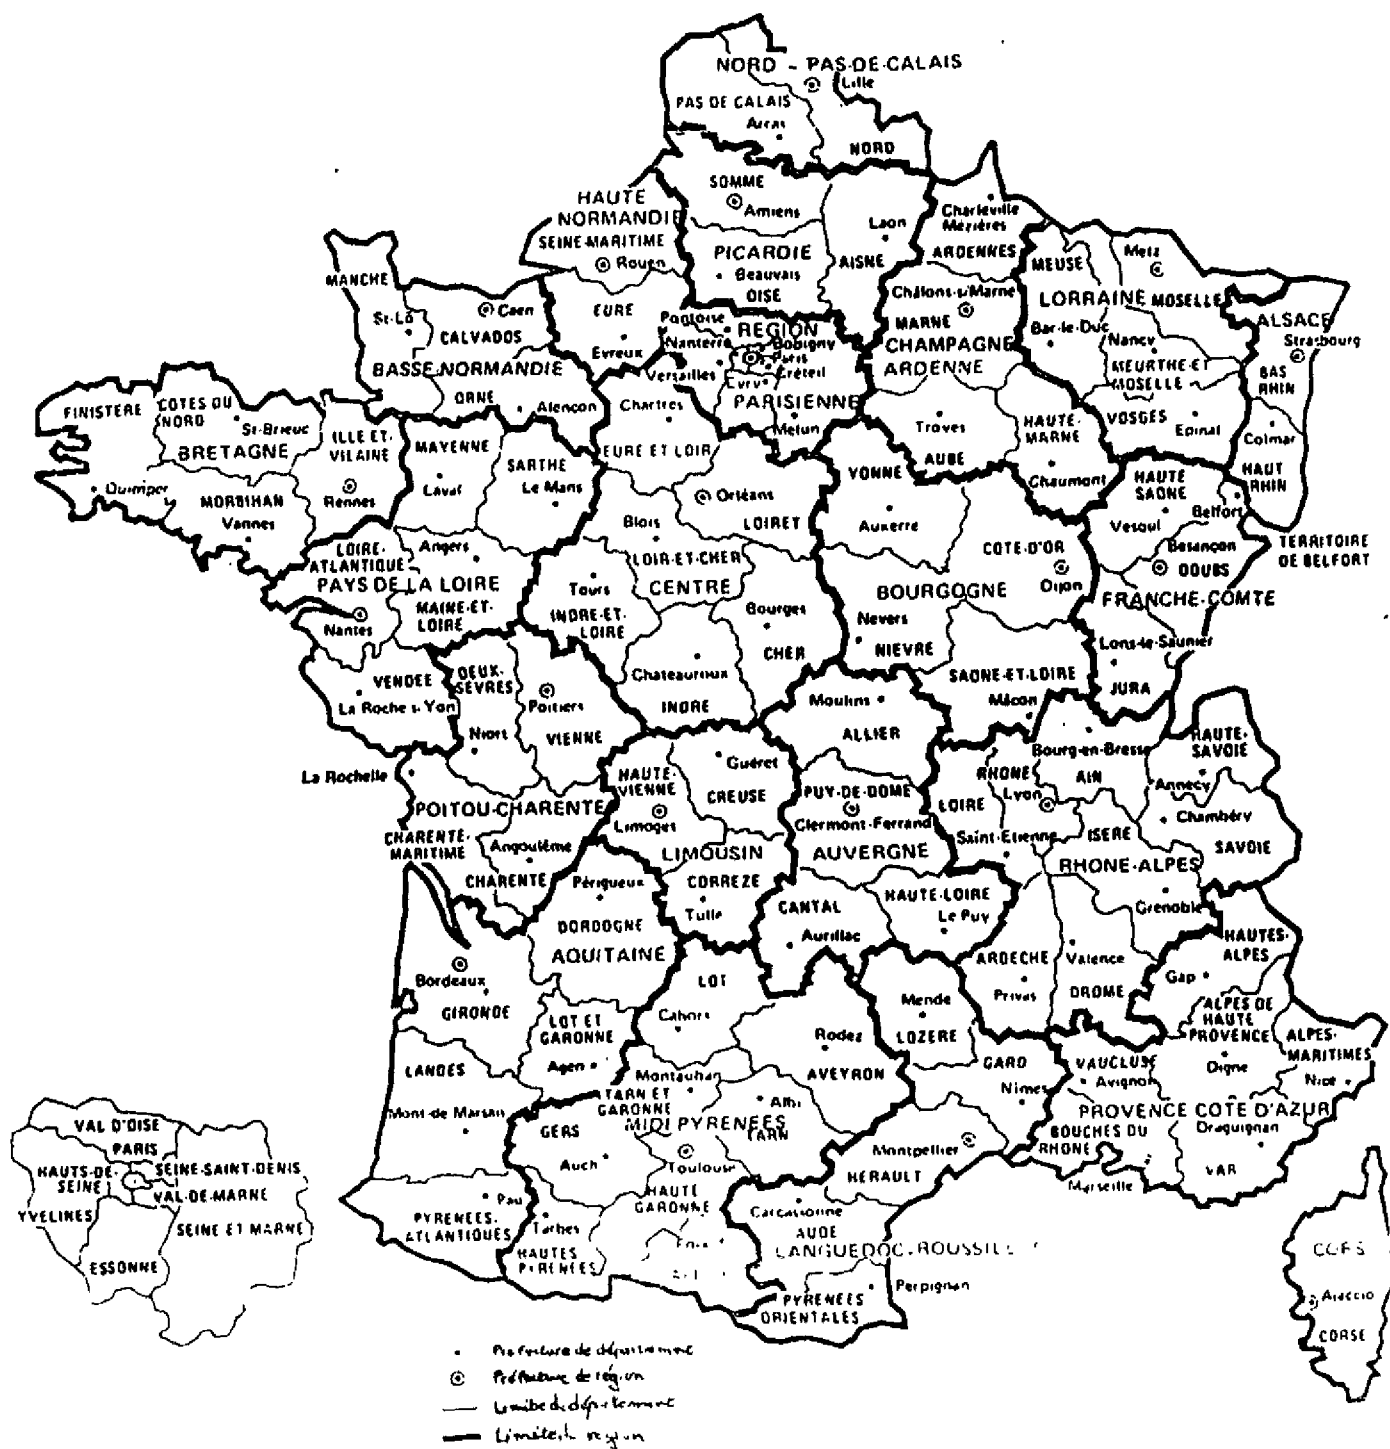 NORD - PAS-DE-CALAIS
Lille
PAS DE CALAIS
Arras
NORD
SOMME
Amiens
HAUTE
NORMANDIE
SEINE-MARITIME
Rouen
Laon
Charleville
Mézières
ARDENNES
PICARDIE
AISNE
Beauvais
OISE
MEUSE
Metz
MANCHE
St-Lô
Caen
CALVADOS
EURE
Evreux
Pontoise
REGION
Nanterre
Bobigny
Paris
Versailles
Créteil
Evry
PARISIENNE
Melun
Châlons-s/Marne
MARNE
CHAMPAGNE
ARDENNE
LORRAINE
MOSELLE
Bar-le-Duc
Nancy
MEURTHE-ET
MOSELLE
ALSACE
Strasbourg
BAS
RHIN
BASSE-NORMANDIE
ORNE
Alençon
Chartres
EURE ET LOIR
Troyes
AUBE
HAUTE-
MARNE
Chaumont
VOSGES
Epinal
Colmar
HAUT
RHIN
FINISTERE
COTES DU
NORD
St-Brieuc
BRETAGNE
ILLE ET-
VILAINE
Rennes
Quimper
MORBIHAN
Vannes
MAYENNE
Laval
SARTHE
Le Mans
Orléans
LOIRET
Blois
LOIR-ET-CHER
YONNE
Auxerre
COTE-D'OR
Dijon
HAUTE
SAONE
Vesoul
Belfort
TERRITOIRE
DE BELFORT
Besançon
DOUBS
LOIRE-
ATLANTIQUE
Angers
PAYS DE LA LOIRE
MAINE-ET-
LOIRE
Nantes
Tours
INDRE-ET-
LOIRE
CENTRE
Bourges
CHER
BOURGOGNE
Nevers
NIEVRE
FRANCHE-COMTE
Lons-le-Saunier
JURA
SAONE-ET-LOIRE
Mâcon
VENDEE
La Roche s-Yon
DEUX-
SEVRES
Niort
Poitiers
VIENNE
Chateauroux
INDRE
Moulins
ALLIER
Bourg-en-Bresse
AIN
HAUTE-
SAVOIE
Annecy
La Rochelle
POITOU-CHARENTE
CHARENTE-
MARITIME
Angoulême
CHARENTE
HAUTE-
VIENNE
Limoges
Guéret
CREUSE
LIMOUSIN
CORREZE
Tulle
PUY-DE-DOME
Clermont-Ferrand
AUVERGNE
RHONE
Lyon
LOIRE
Saint-Etienne
ISERE
RHONE-ALPES
Chambéry
SAVOIE
Grenoble
Périgueux
DORDOGNE
AQUITAINE
CANTAL
Aurillac
HAUTE-LOIRE
Le Puy
ARDECHE
Privas
Valence
DROME
HAUTES-
ALPES
Gap
Bordeaux
GIRONDE
LOT
Cahors
LOT ET
GARONNE
Agen
Rodez
AVEYRON
Mende
LOZERE
GARD
Nîmes
VAUCLUSE
Avignon
ALPES DE
HAUTE
PROVENCE
Digne
ALPES-
MARITIMES
Nice
LANDES
Mont-de-Marsan
Montauban
TARN ET
GARONNE
Albi
TARN
MIDI PYRENEES
GERS
Auch
Toulouse
HAUTE
GARONNE
Montpellier
HERAULT
PROVENCE COTE D'AZUR
BOUCHES DU
RHONE
Marseille
Draguignan
VAR
Pau
PYRENEES-
ATLANTIQUES
Tarbes
HAUTES
PYRENEES
Carcassonne
AUDE
LANGUEDOC-ROUSSILL
PYRENEES
ORIENTALES
Perpignan
CORS
Ajaccio
CORSE
VAL D'OISE
PARIS
HAUTS-DE-
SEINE
SEINE-SAINT-DENIS
VAL-DE-MARNE
YVELINES
SEINE ET MARNE
ESSONNE
Préfecture de département
Préfecture de région
Limite de département
Limite de région